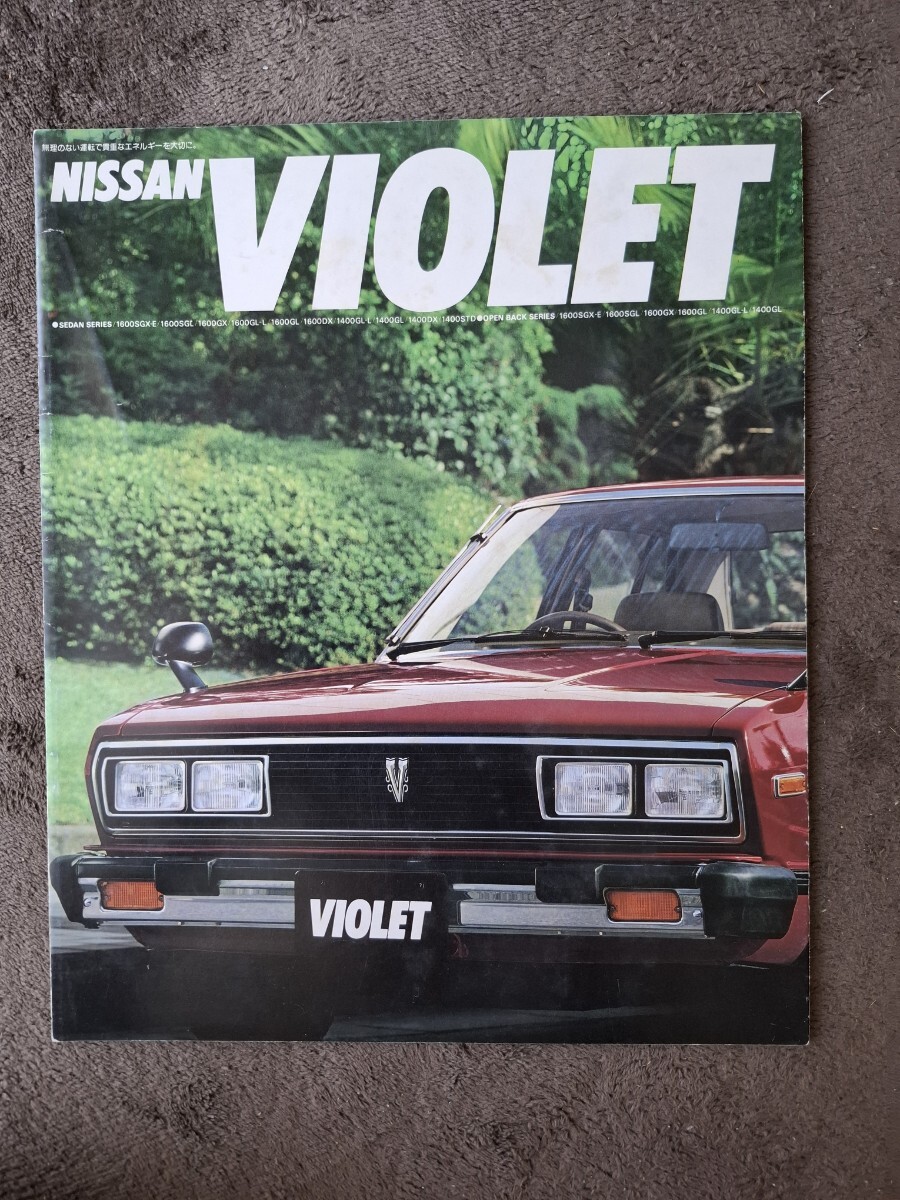 無理のない運転で貴重なエネルギーを大切に。
NISSAN VIOLET
●SEDAN SERIES/1600SGX-E/1600SGL/1600GX/1600GL-L/1600GL/1600DX/1400GL-L/1400GL/1400DX/1400STD●OPEN BACK SERIES/1600SGX-E/1600SGL/1600GX/1600GL/1400GL-L/1400GL
V
VIOLET